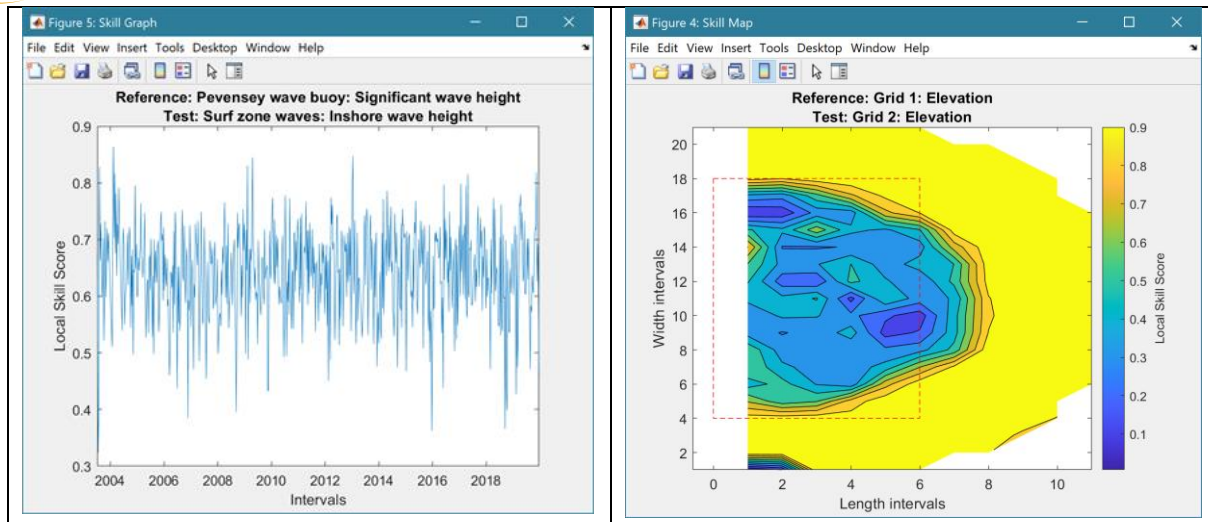 Figure 5: Skill Graph
File Edit View Insert Tools Desktop Window Help
Reference: Pevensey wave buoy: Significant wave height
Test: Surf zone waves: Inshore wave height
0.9
0.8
0.7
0.6
0.5
0.4
0.3
Local Skill Score
2004 2006 2008 2010 2012 2014 2016 2018
Intervals
Figure 4: Skill Map
File Edit View Insert Tools Desktop Window Help
Reference: Grid 1: Elevation
Test: Grid 2: Elevation
20
18
16
14
12
10
8
6
4
2
Width intervals
0 2 4 6 8 10
Length intervals
0.9
0.8
0.7
0.6
0.5
0.4
0.3
0.2
0.1
Local Skill Score